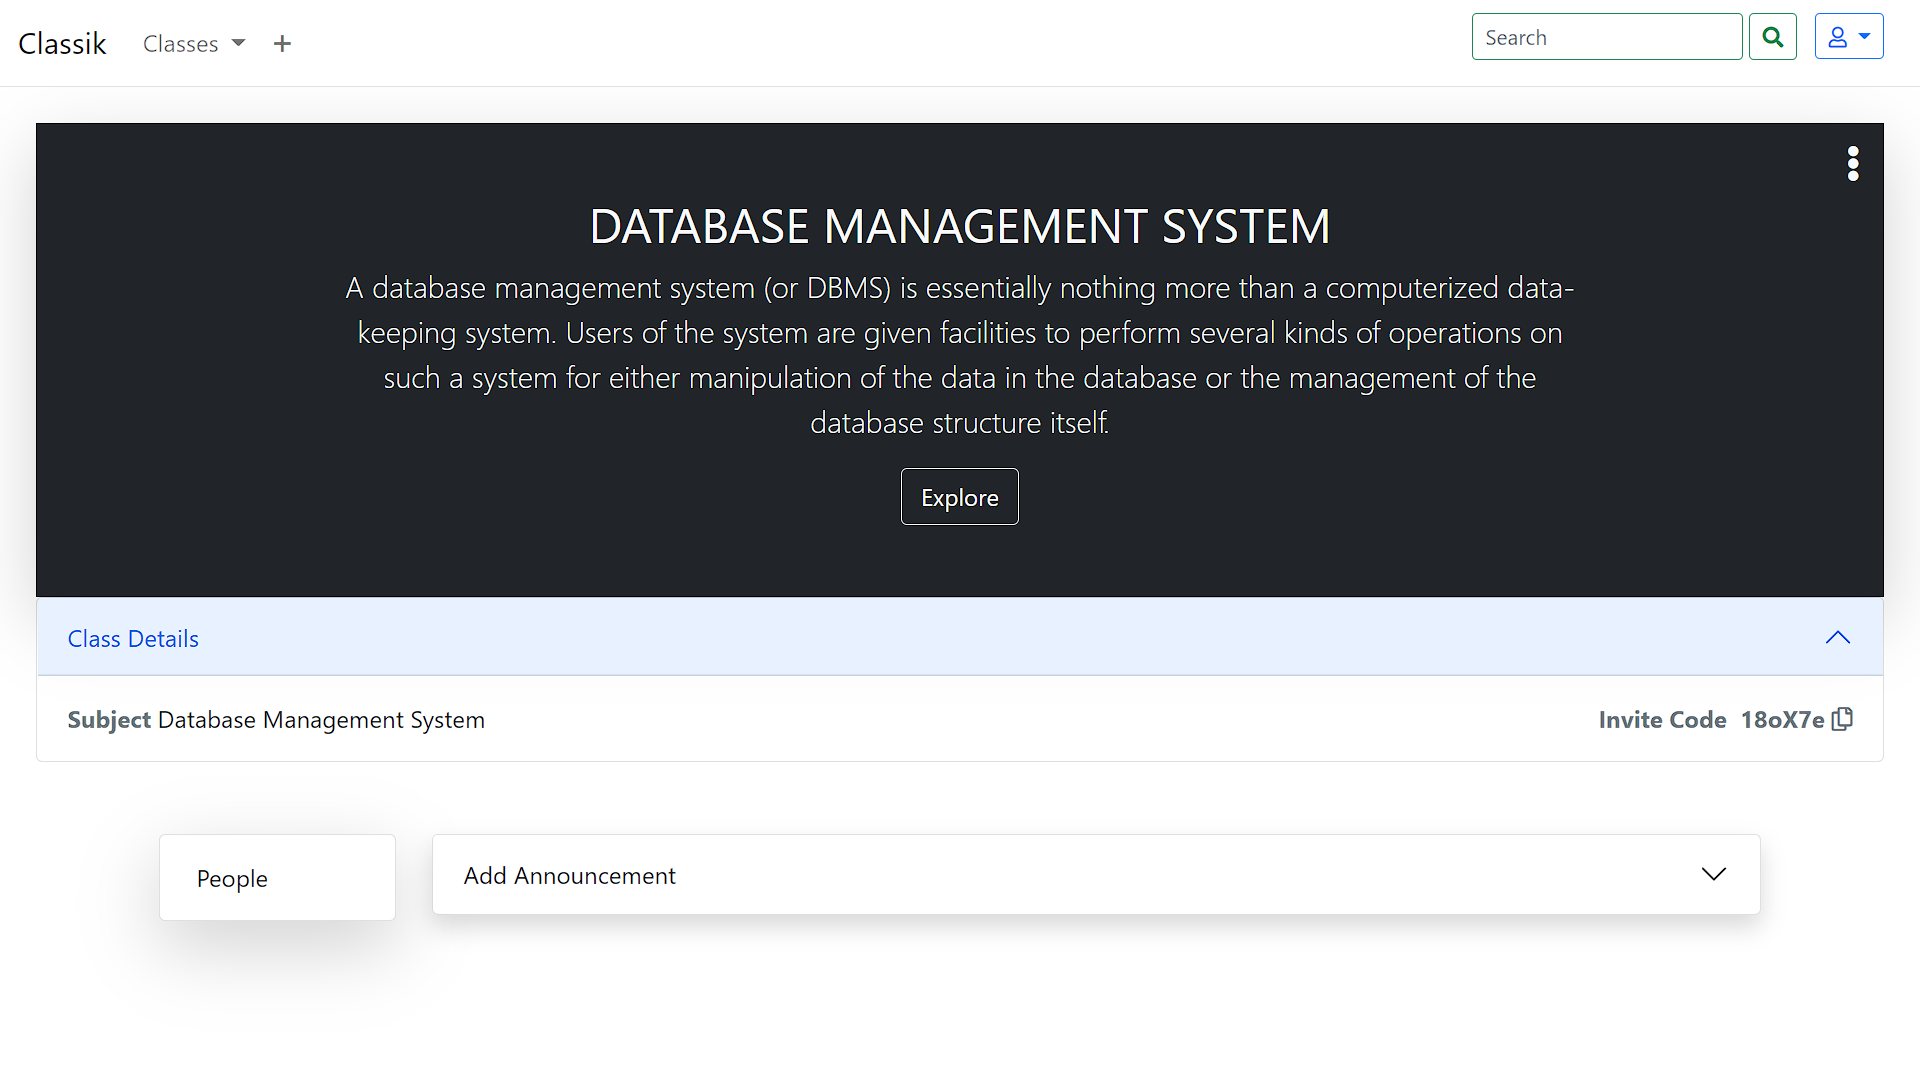 Classik Classes Search
DATABASE MANAGEMENT SYSTEM
A database management system (or DBMS) is essentially nothing more than a computerized data-
keeping system. Users of the system are given facilities to perform several kinds of operations on
such a system for either manipulation of the data in the database or the management of the
database structure itself.
Explore
Class Details
Subject Database Management System Invite Code 18oX7e
People
Add Announcement